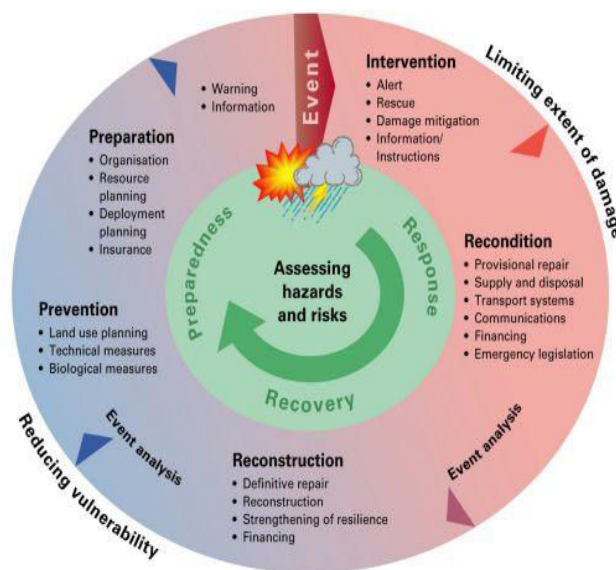 Event
• Warning
• Information
Intervention
• Alert
• Rescue
• Damage mitigation
• Information/
Instructions
Limiting extent of damage
Preparation
• Organisation
• Resource
planning
• Deployment
planning
• Insurance
Preparedness
Response
Recovery
Assessing
hazards
and risks
Recondition
• Provisional repair
• Supply and disposal
• Transport systems
• Communications
• Financing
• Emergency legislation
Prevention
• Land use planning
• Technical measures
• Biological measures
Event analysis
Event analysis
Reducing vulnerability
Reconstruction
• Definitive repair
• Reconstruction
• Strengthening of resilience
• Financing